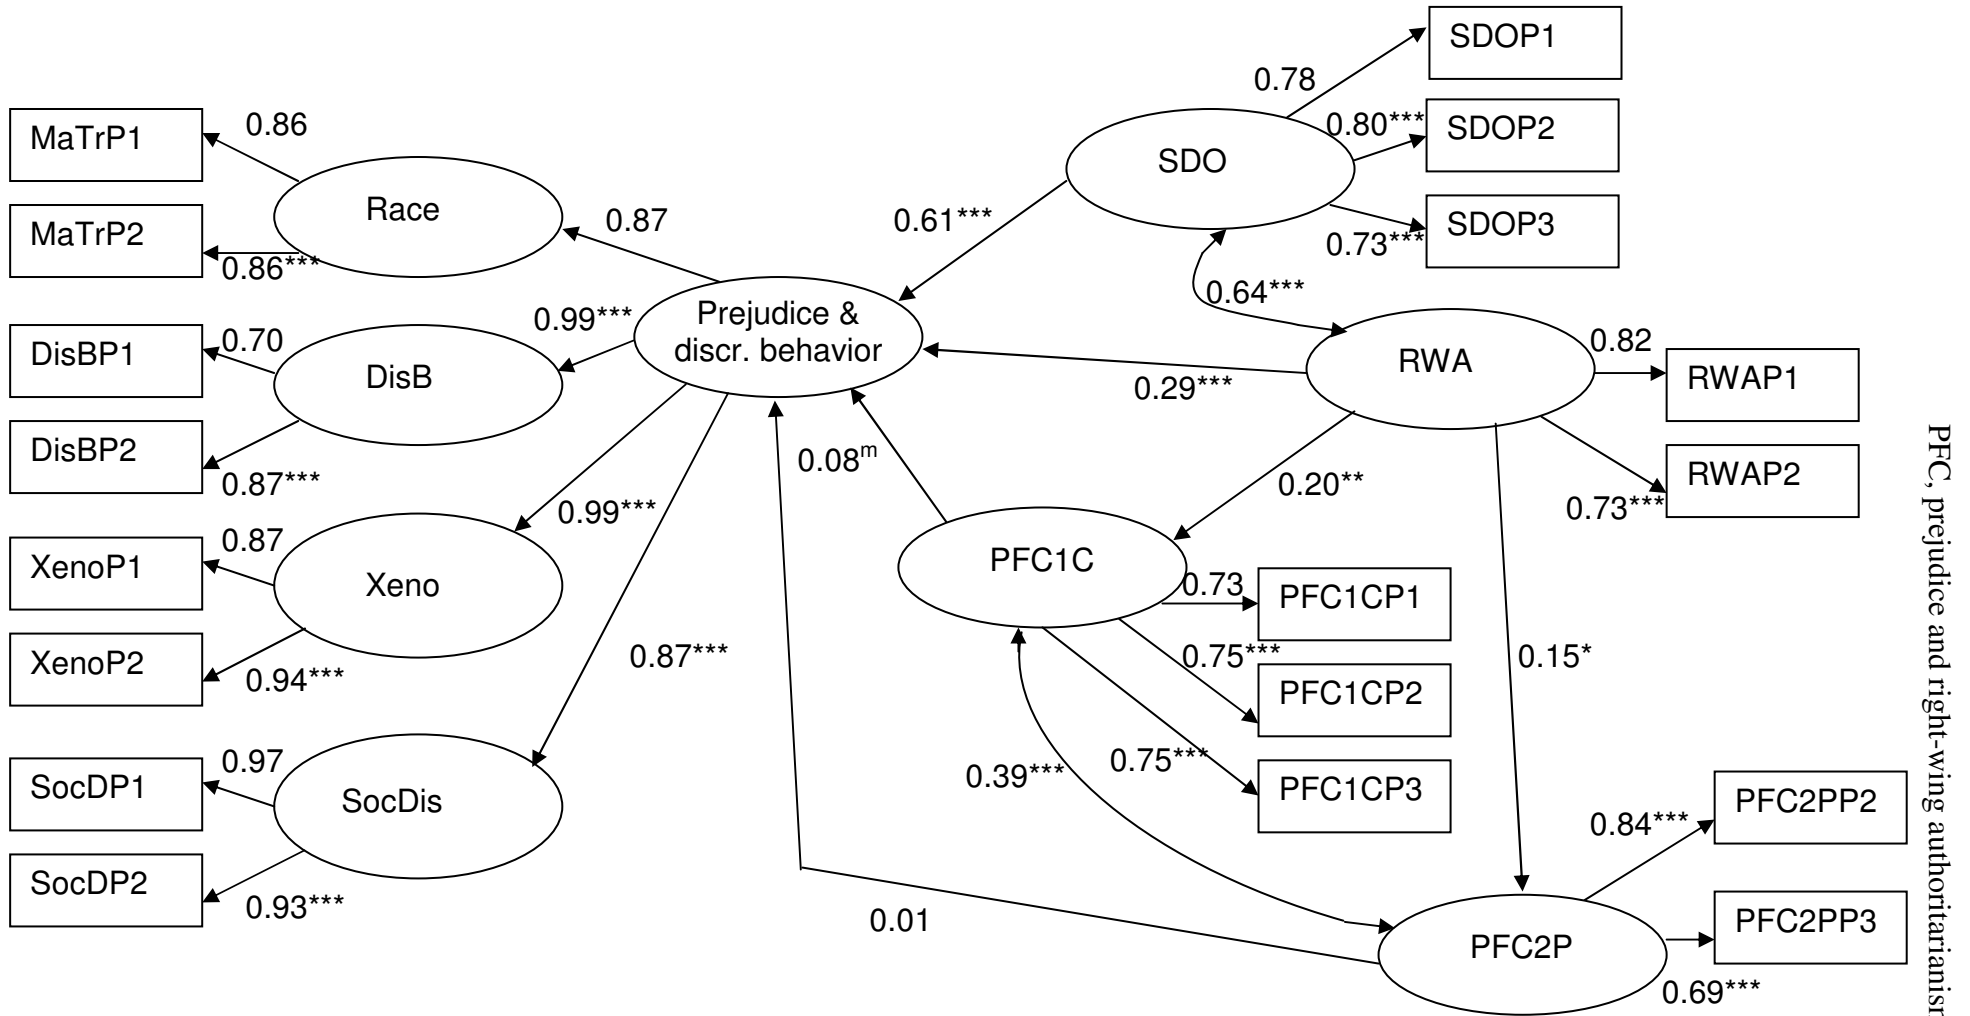 SDOP1
0.78
MaTrP1
0.86
0.80***
SDOP2
SDO
Race
0.87
0.61***
MaTrP2
0.86***
SDOP3
0.73***
0.64***
0.99***
Prejudice &
discr. behavior
DisBP1
0.70
DisB
0.29***
RWA
0.82
RWAP1
DisBP2
0.87***
0.08m
0.20**
RWAP2
0.73***
0.99***
XenoP1
0.87
Xeno
PFC1C
0.73
PFC1CP1
XenoP2
0.94***
0.87***
0.75***
PFC1CP2
0.15*
SocDP1
0.97
SocDis
0.39***
0.75***
PFC1CP3
PFC2PP2
0.84***
SocDP2
0.93***
0.01
PFC2P
PFC2PP3
0.69***
PFC, prejudice and right-wing